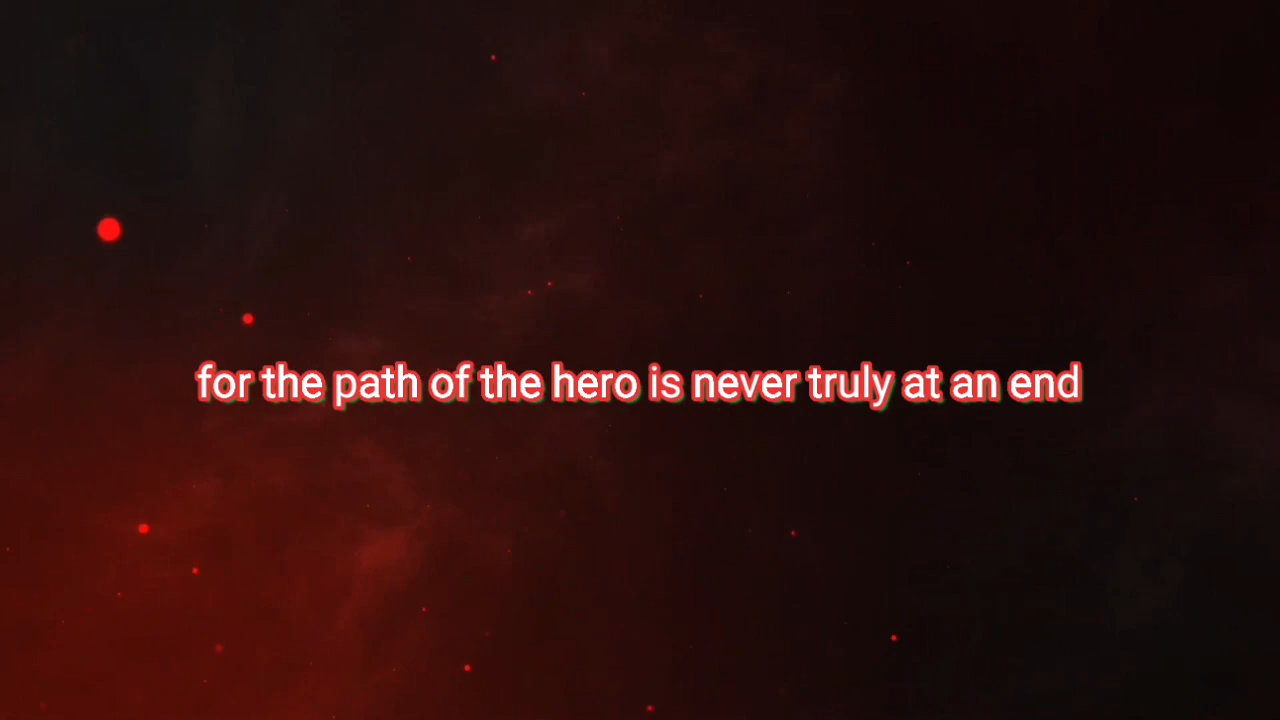 for the path of the hero is never truly at an end